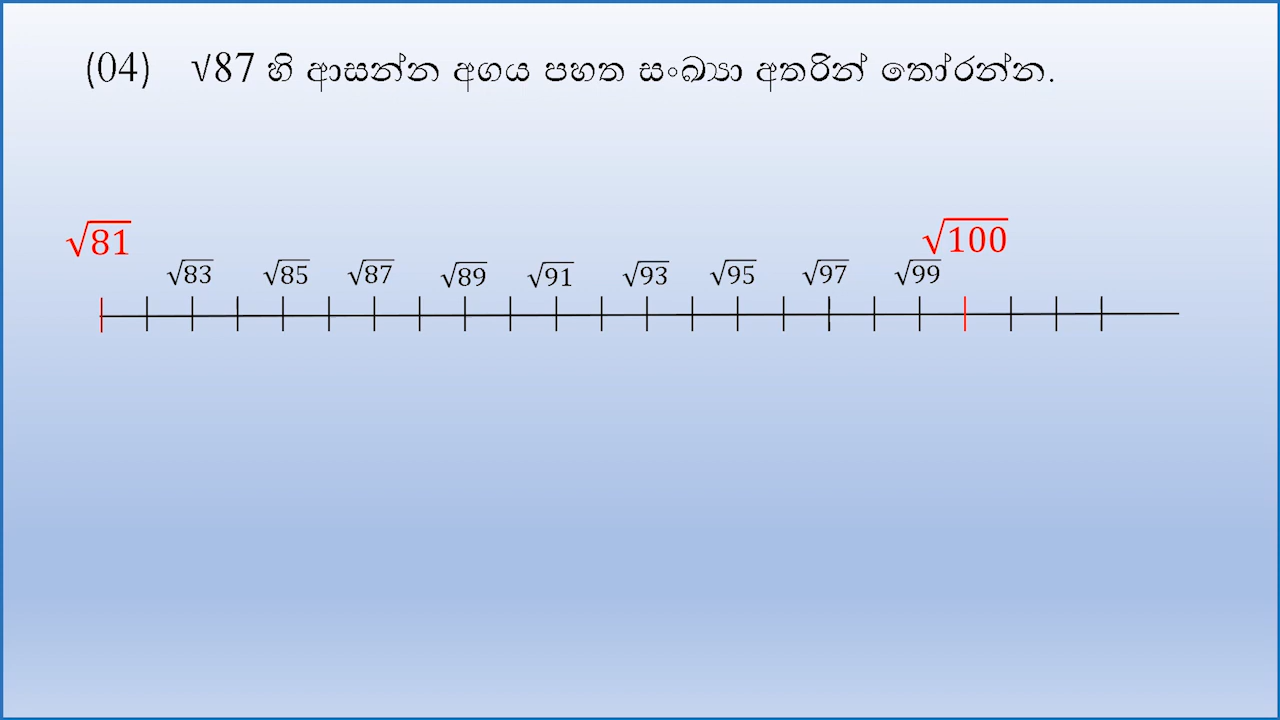 (04) √87 හි ආසන්න අගය පහත සංඛ්‍යා අතරින් තෝරන්න.
√81 √100
√83 √85 √87 √89 √91 √93 √95 √97 √99